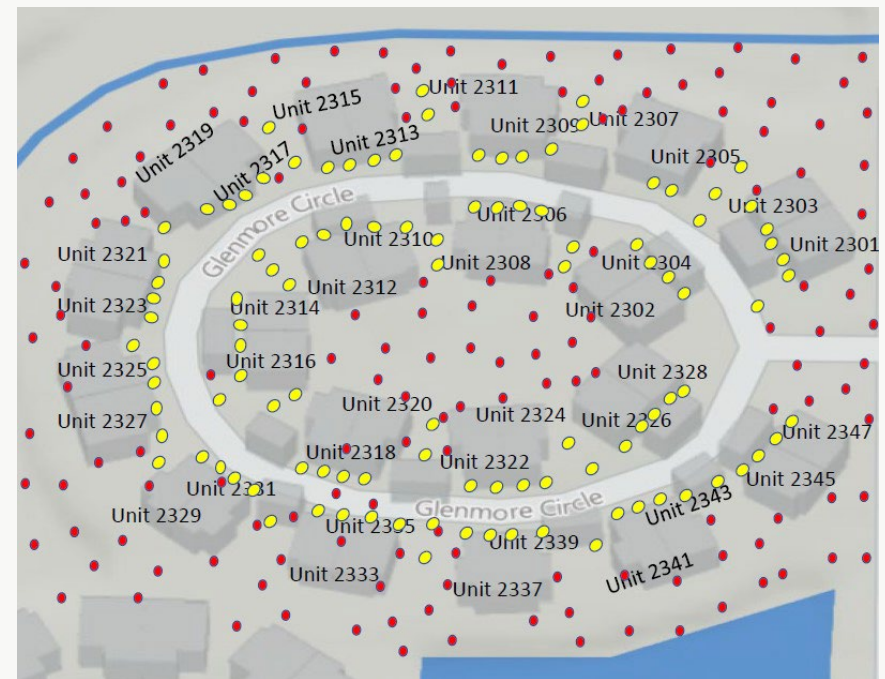 Unit 2311
Unit 2315
Unit 2309
Unit 2307
Unit 2313
Unit 2319
Unit 2317
Unit 2305
Glenmore Circle
Unit 2303
Unit 2306
Unit 2310
Unit 2301
Unit 2321
Unit 2308
Unit 2304
Unit 2312
Unit 2323
Unit 2314
Unit 2302
Unit 2316
Unit 2325
Unit 2328
Unit 2320
Unit 2324
Unit 2326
Unit 2327
Unit 2347
Unit 2318
Unit 2322
Unit 2345
Unit 2331
Glenmore Circle
Unit 2343
Unit 2329
Unit 2335
Unit 2339
Unit 2333
Unit 2341
Unit 2337